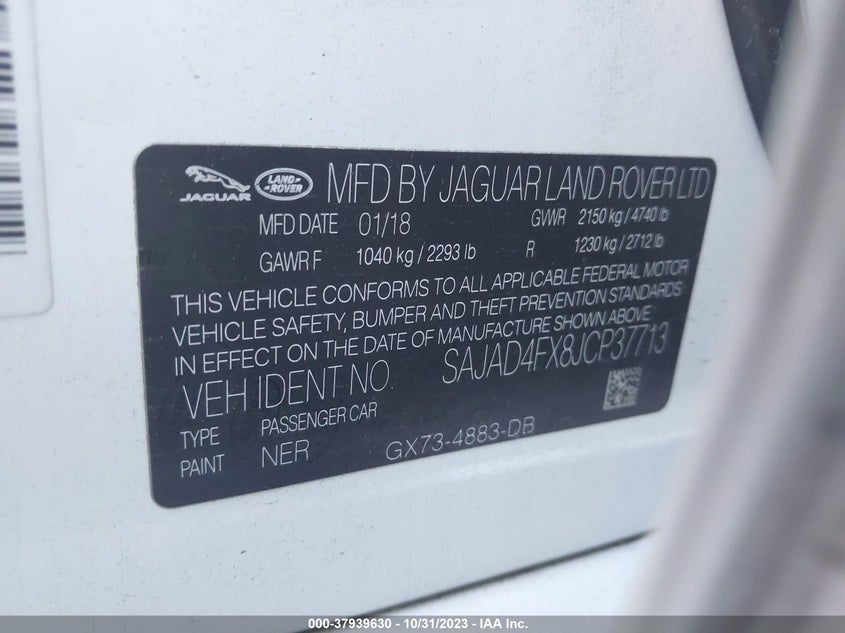 JAGUAR LAND ROVER MFD BY JAGUAR LAND ROVER LTD
MFD DATE 01/18 GVWR 2150 kg / 4740 lb
GAWR F 1040 kg / 2293 lb R 1230 kg / 2712 lb
THIS VEHICLE CONFORMS TO ALL APPLICABLE FEDERAL MOTOR
VEHICLE SAFETY, BUMPER AND THEFT PREVENTION STANDARDS
IN EFFECT ON THE DATE OF MANUFACTURE SHOWN ABOVE
VEH IDENT NO. SAJAD4FX8JCP37713
TYPE PASSENGER CAR
PAINT NER GX73-4883-DB
000-37939630 - 10/31/2023 - IAA Inc.